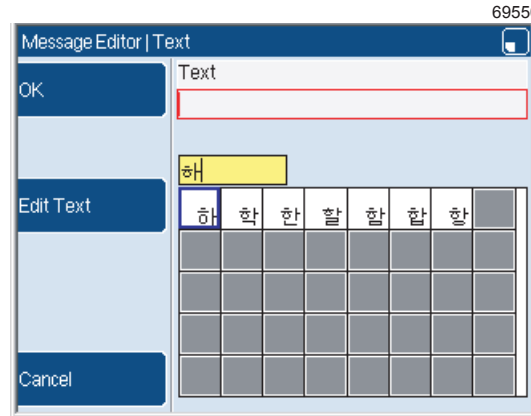 6955
Message Editor | Text
OK
Text
하
Edit Text
하 학 한 할 함 합 항
Cancel